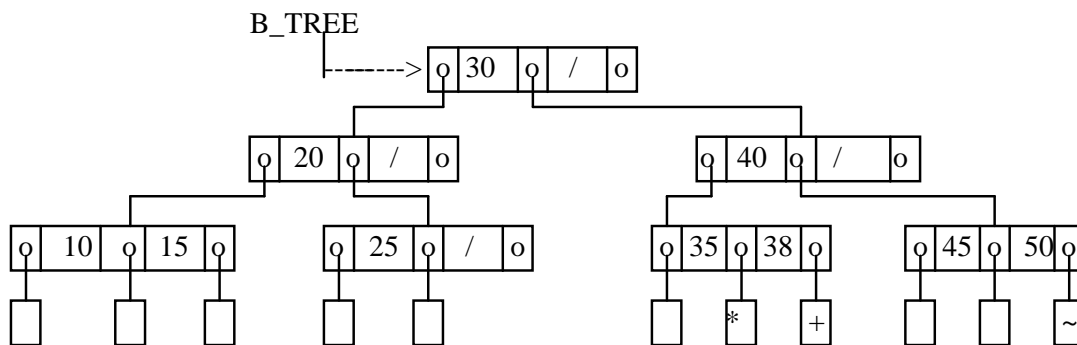 B_TREE
-----> o 30 o / o
o 20 o / o o 40 o / o
o 10 o 15 o o 25 o / o o 35 o 38 o o 45 o 50 o
* + ~